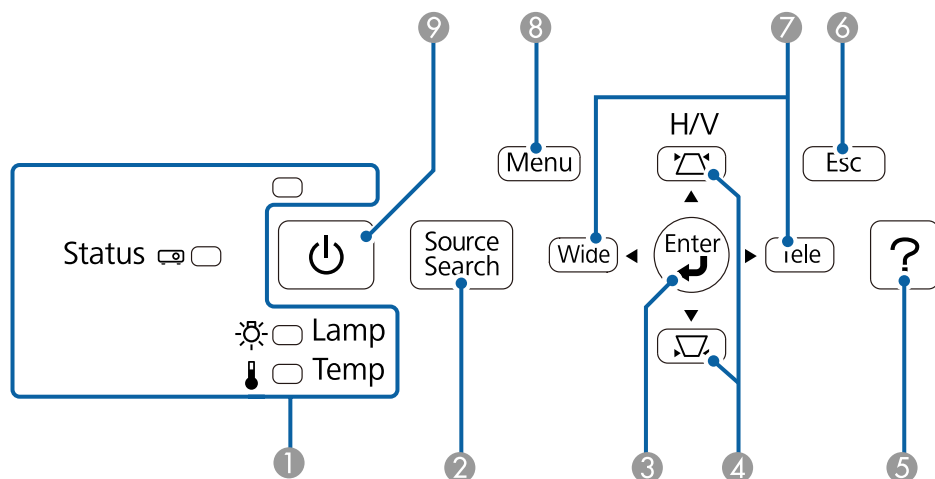 9
8
7
6
H/V
Menu
Esc
Status
Source
Search
Wide
Enter
Tele
?
Lamp
Temp
1
2
3
4
5